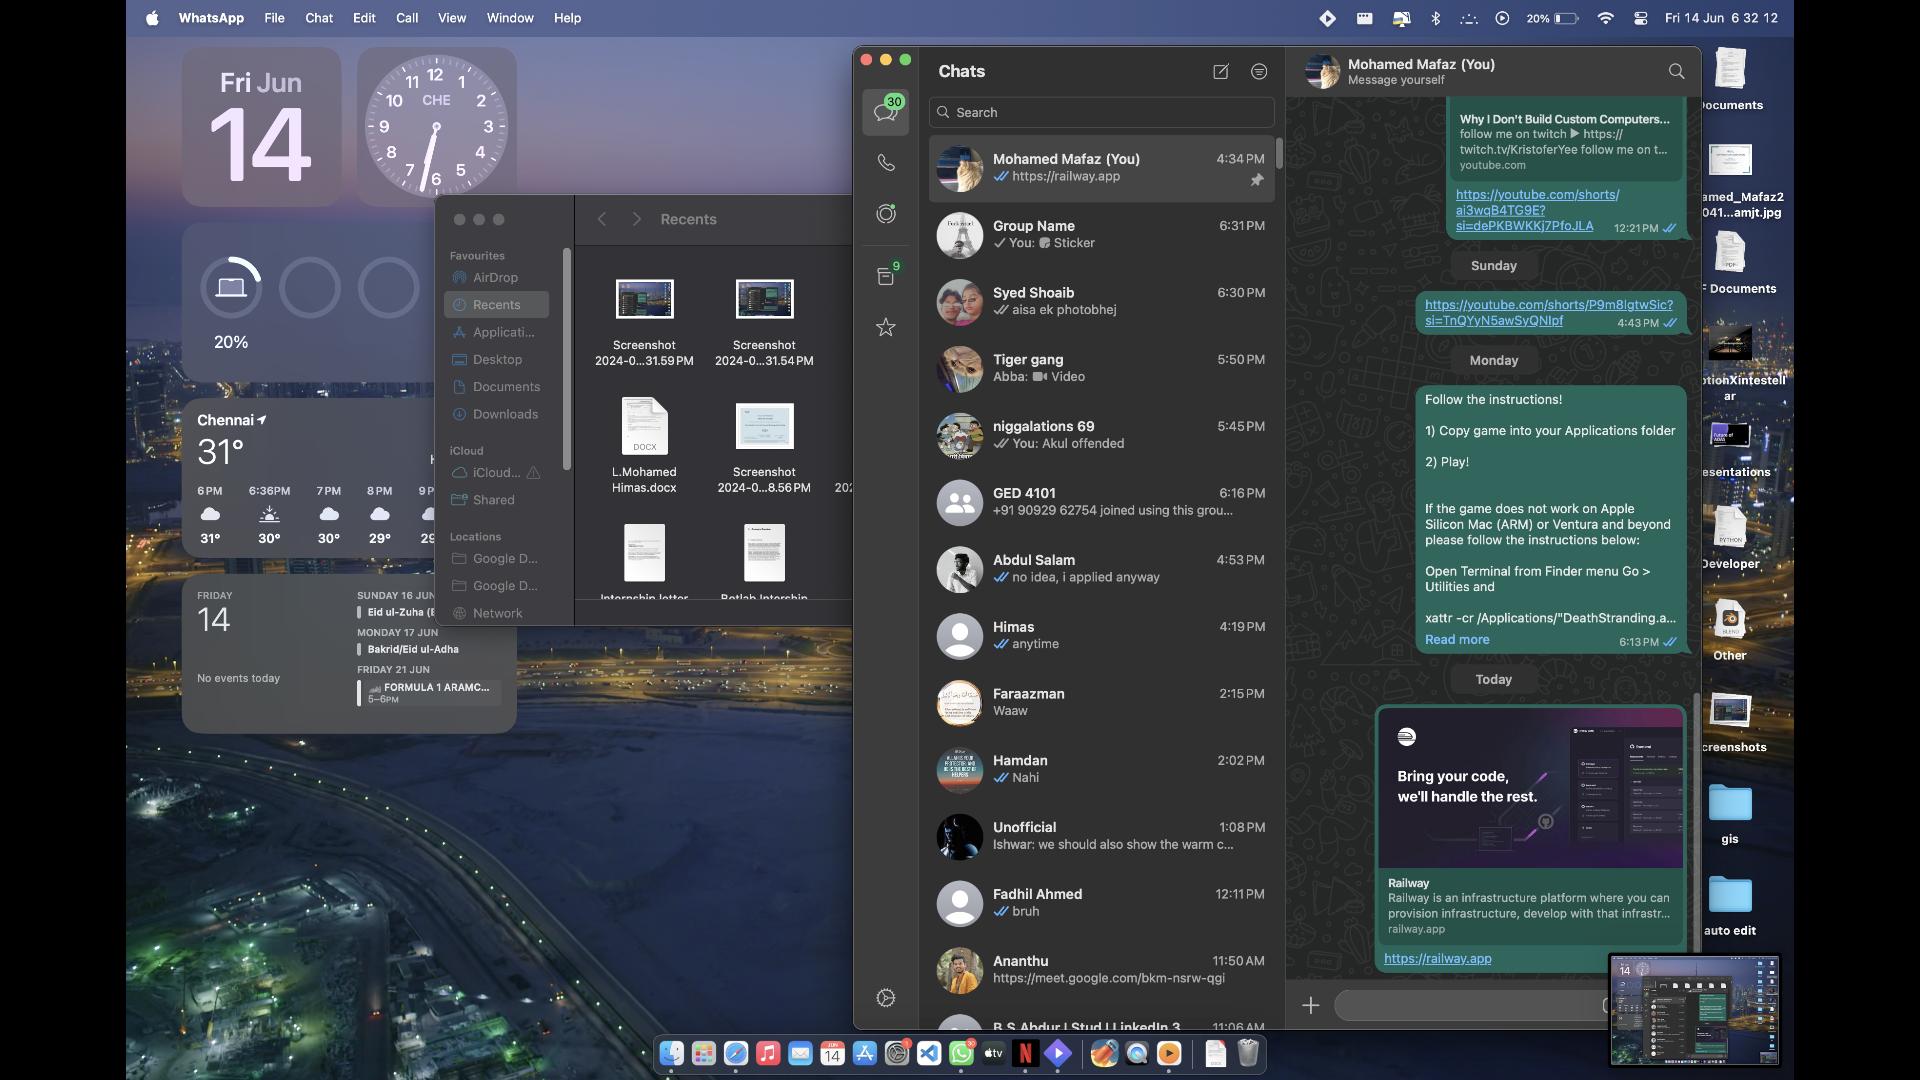 WhatsApp File Chat Edit Call View Window Help
20% Fri 14 Jun 6 32 12
Fri Jun
14
12 1 2 3 4 5 6 7 8 9 10 11
CHE
20%
Chennai
31°
6PM 6:36PM 7PM 8PM 9P
31° 30° 30° 29° 29
FRIDAY
14
No events today
SUNDAY 16 JUN
Eid ul-Zuha (E
MONDAY 17 JUN
Bakrid/Eid ul-Adha
FRIDAY 21 JUN
FORMULA 1 ARAMC...
5–6PM
Recents
Favourites
AirDrop
Recents
Applicati...
Desktop
Documents
Downloads
iCloud
iCloud...
Shared
Locations
Google D...
Google D...
Network
Screenshot
2024-0...31.59 PM
Screenshot
2024-0...31.54 PM
DOCX
L.Mohamed
Himas.docx
Screenshot
2024-0...8.56 PM
202
Internship letter
Botlab Intership
Chats
30
9
Search
Mohamed Mafaz (You) 4:34 PM
https://railway.app
Group Name 6:31 PM
You: Sticker
Syed Shoaib 6:30 PM
aisa ek photobhej
Tiger gang 5:50 PM
Abba: Video
niggalations 69 5:45 PM
You: Akul offended
GED 4101 6:16 PM
+91 90929 62754 joined using this grou...
Abdul Salam 4:53 PM
no idea, i applied anyway
Himas 4:19 PM
anytime
Faraazman 2:15 PM
Waaw
Hamdan 2:02 PM
Nahi
Unofficial 1:08 PM
Ishwar: we should also show the warm c...
Fadhil Ahmed 12:11 PM
bruh
Ananthu 11:50 AM
https://meet.google.com/bkm-nsrw-qgi
B.S.Abdur | Stud | LinkedIn 3 11:06 AM
Mohamed Mafaz (You)
Message yourself
Why I Don't Build Custom Computers...
follow me on twitch ▶ https://
twitch.tv/KristoferYee follow me on t...
youtube.com
https://youtube.com/shorts/
ai3wqB4TG9E?
si=dePKBWKKj7PfoJLA 12:21 PM
Sunday
https://youtube.com/shorts/P9m8lgtwSic?
si=TnQYyN5awSyQNIpf 4:43 PM
Monday
Follow the instructions!
1) Copy game into your Applications folder
2) Play!
If the game does not work on Apple
Silicon Mac (ARM) or Ventura and beyond
please follow the instructions below:
Open Terminal from Finder menu Go >
Utilities and
xattr -cr /Applications/"DeathStranding.a...
Read more 6:13 PM
Today
Bring your code,
we'll handle the rest.
Railway
Railway is an infrastructure platform where you can
provision infrastructure, develop with that infrastr...
railway.app
https://railway.app
ocuments
amed_Mafaz2
041...amjt.jpg
PDF
F Documents
otionXintestell
ar
esentations
PYTHON
Developer
BLEND
Other
creenshots
gis
auto edit
JUN
14
1
30
tv
14